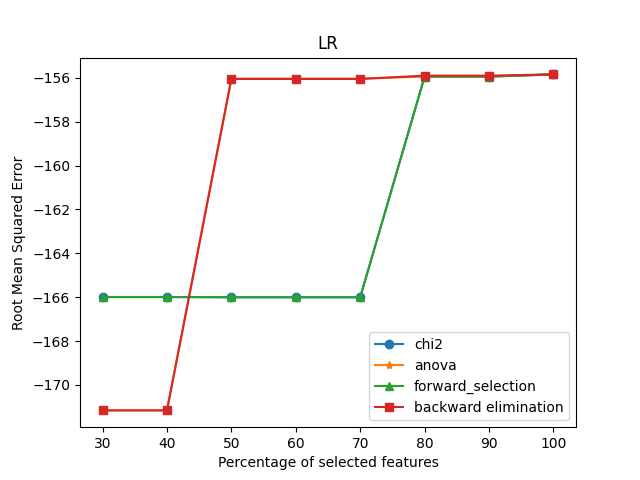 LR
Root Mean Squared Error
−156
−158
−160
−162
−164
−166
−168
−170
30 40 50 60 70 80 90 100
Percentage of selected features
chi2
anova
forward_selection
backward elimination